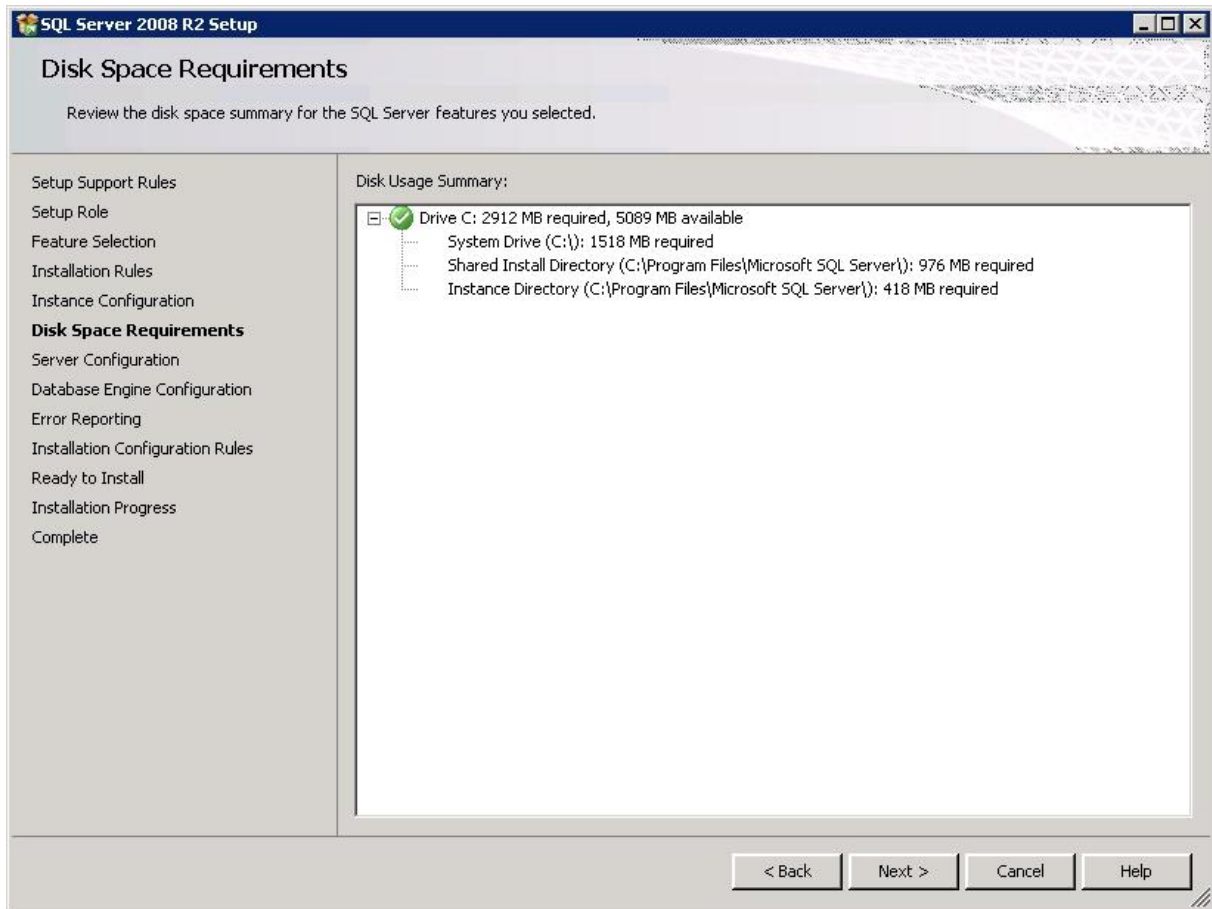 SQL Server 2008 R2 Setup
Disk Space Requirements
Review the disk space summary for the SQL Server features you selected.
Setup Support Rules
Setup Role
Feature Selection
Installation Rules
Instance Configuration
Disk Space Requirements
Server Configuration
Database Engine Configuration
Error Reporting
Installation Configuration Rules
Ready to Install
Installation Progress
Complete
Disk Usage Summary:
Drive C: 2912 MB required, 5089 MB available
System Drive (C:\): 1518 MB required
Shared Install Directory (C:\Program Files\Microsoft SQL Server\): 976 MB required
Instance Directory (C:\Program Files\Microsoft SQL Server\): 418 MB required
< Back Next > Cancel Help